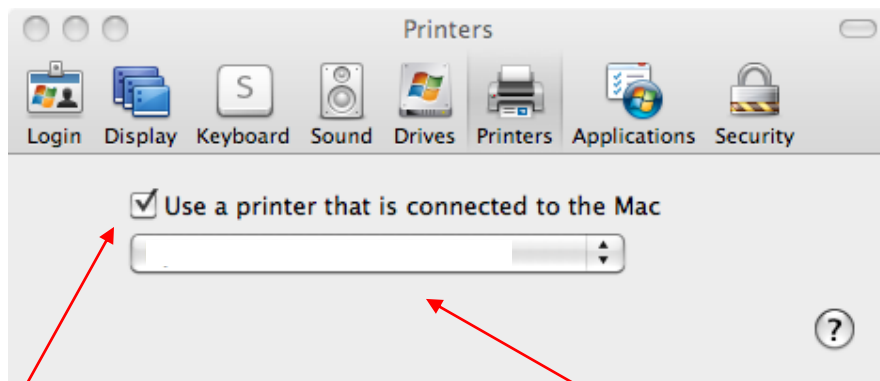 Printers
S
Login Display Keyboard Sound Drives Printers Applications Security
Use a printer that is connected to the Mac
?